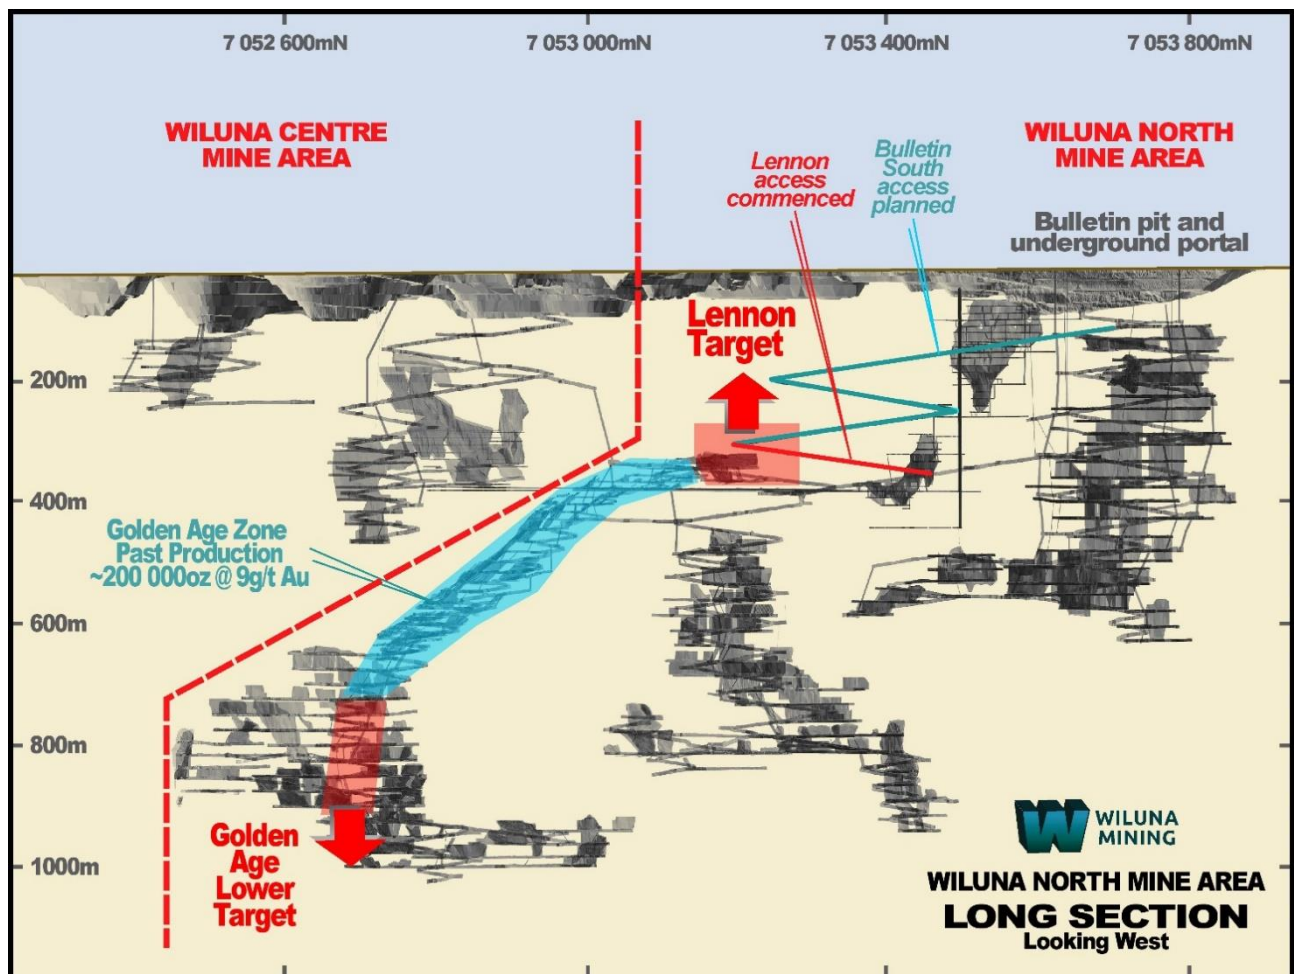 7 052 600mN
7 053 000mN
7 053 400mN
7 053 800mN
WILUNA CENTRE
MINE AREA
WILUNA NORTH
MINE AREA
Lennon
access
commenced
Bulletin
South
access
planned
Bulletin pit and
underground portal
Lennon
Target
200m
400m
Golden Age Zone
Past Production
~200 000oz @ 9g/t Au
600m
800m
1000m
Golden
Age
Lower
Target
W WILUNA
MINING
WILUNA NORTH MINE AREA
LONG SECTION
Looking West